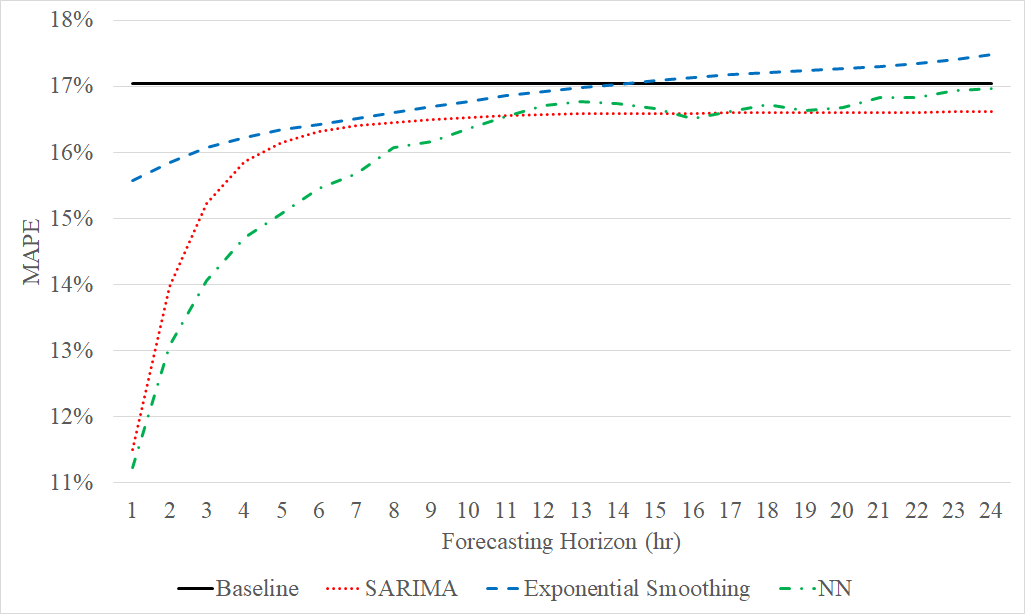 18%
17%
16%
15%
14%
13%
12%
11%
MAPE
1 2 3 4 5 6 7 8 9 10 11 12 13 14 15 16 17 18 19 20 21 22 23 24
Forecasting Horizon (hr)
Baseline SARIMA Exponential Smoothing NN